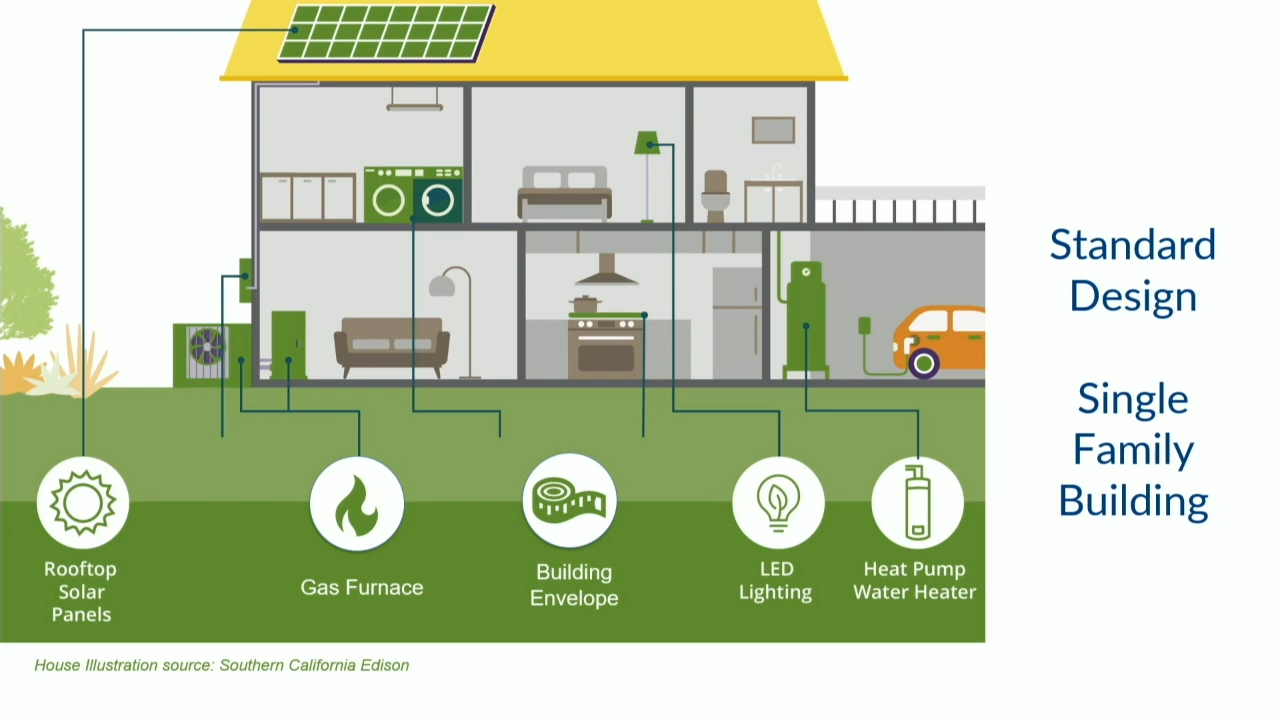 Standard
Design
Single
Family
Building
Rooftop
Solar
Panels
Gas Furnace
Building
Envelope
LED
Lighting
Heat Pump
Water Heater
House Illustration source: Southern California Edison